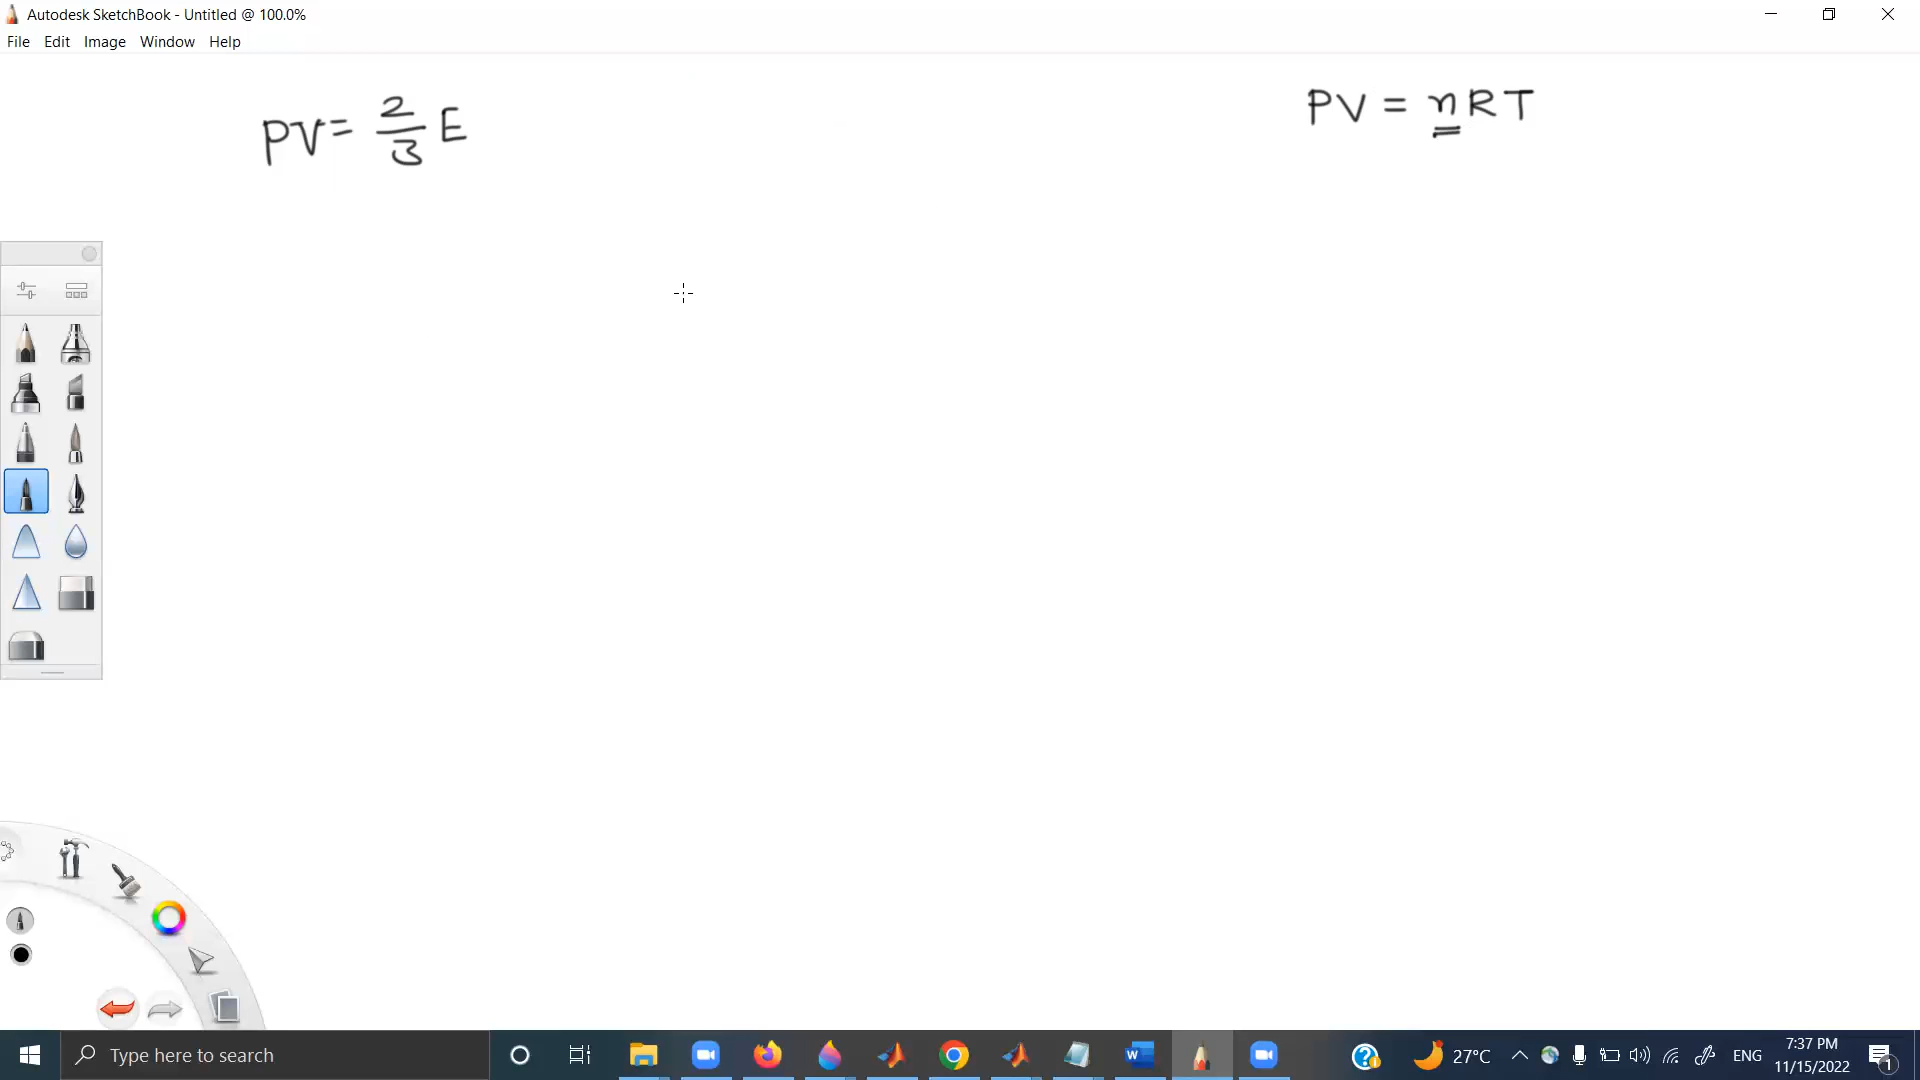 Autodesk SketchBook - Untitled @ 100.0%
File Edit Image Window Help
PV = 2/3 E
PV = nRT
Type here to search
W
27°C
ENG
7:37 PM
11/15/2022
1